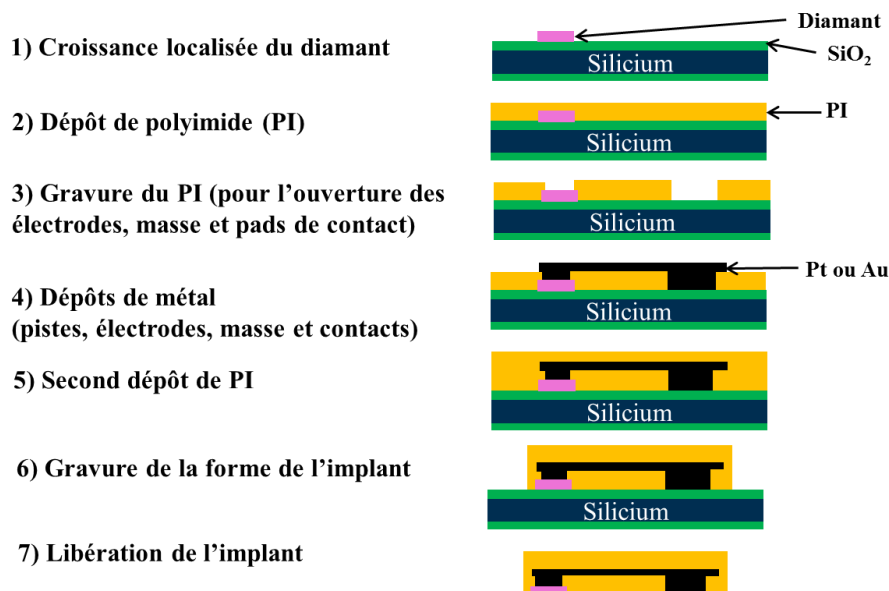 Diamant
1) Croissance localisée du diamant
SiO₂
Silicium
2) Dépôt de polyimide (PI)
PI
Silicium
3) Gravure du PI (pour l’ouverture des
électrodes, masse et pads de contact)
Silicium
Pt ou Au
4) Dépôts de métal
(pistes, électrodes, masse et contacts)
Silicium
5) Second dépôt de PI
Silicium
6) Gravure de la forme de l’implant
Silicium
7) Libération de l’implant